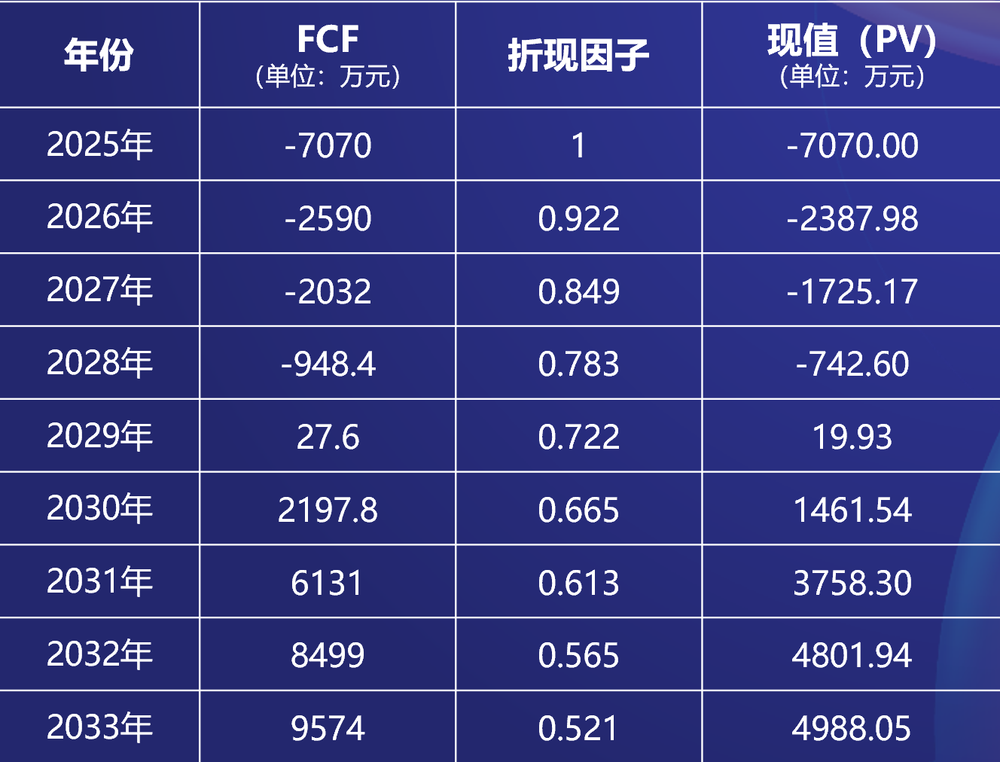 年份 FCF 折现因子 现值（PV）
（单位：万元） （单位：万元）
2025年 -7070 1 -7070.00
2026年 -2590 0.922 -2387.98
2027年 -2032 0.849 -1725.17
2028年 -948.4 0.783 -742.60
2029年 27.6 0.722 19.93
2030年 2197.8 0.665 1461.54
2031年 6131 0.613 3758.30
2032年 8499 0.565 4801.94
2033年 9574 0.521 4988.05